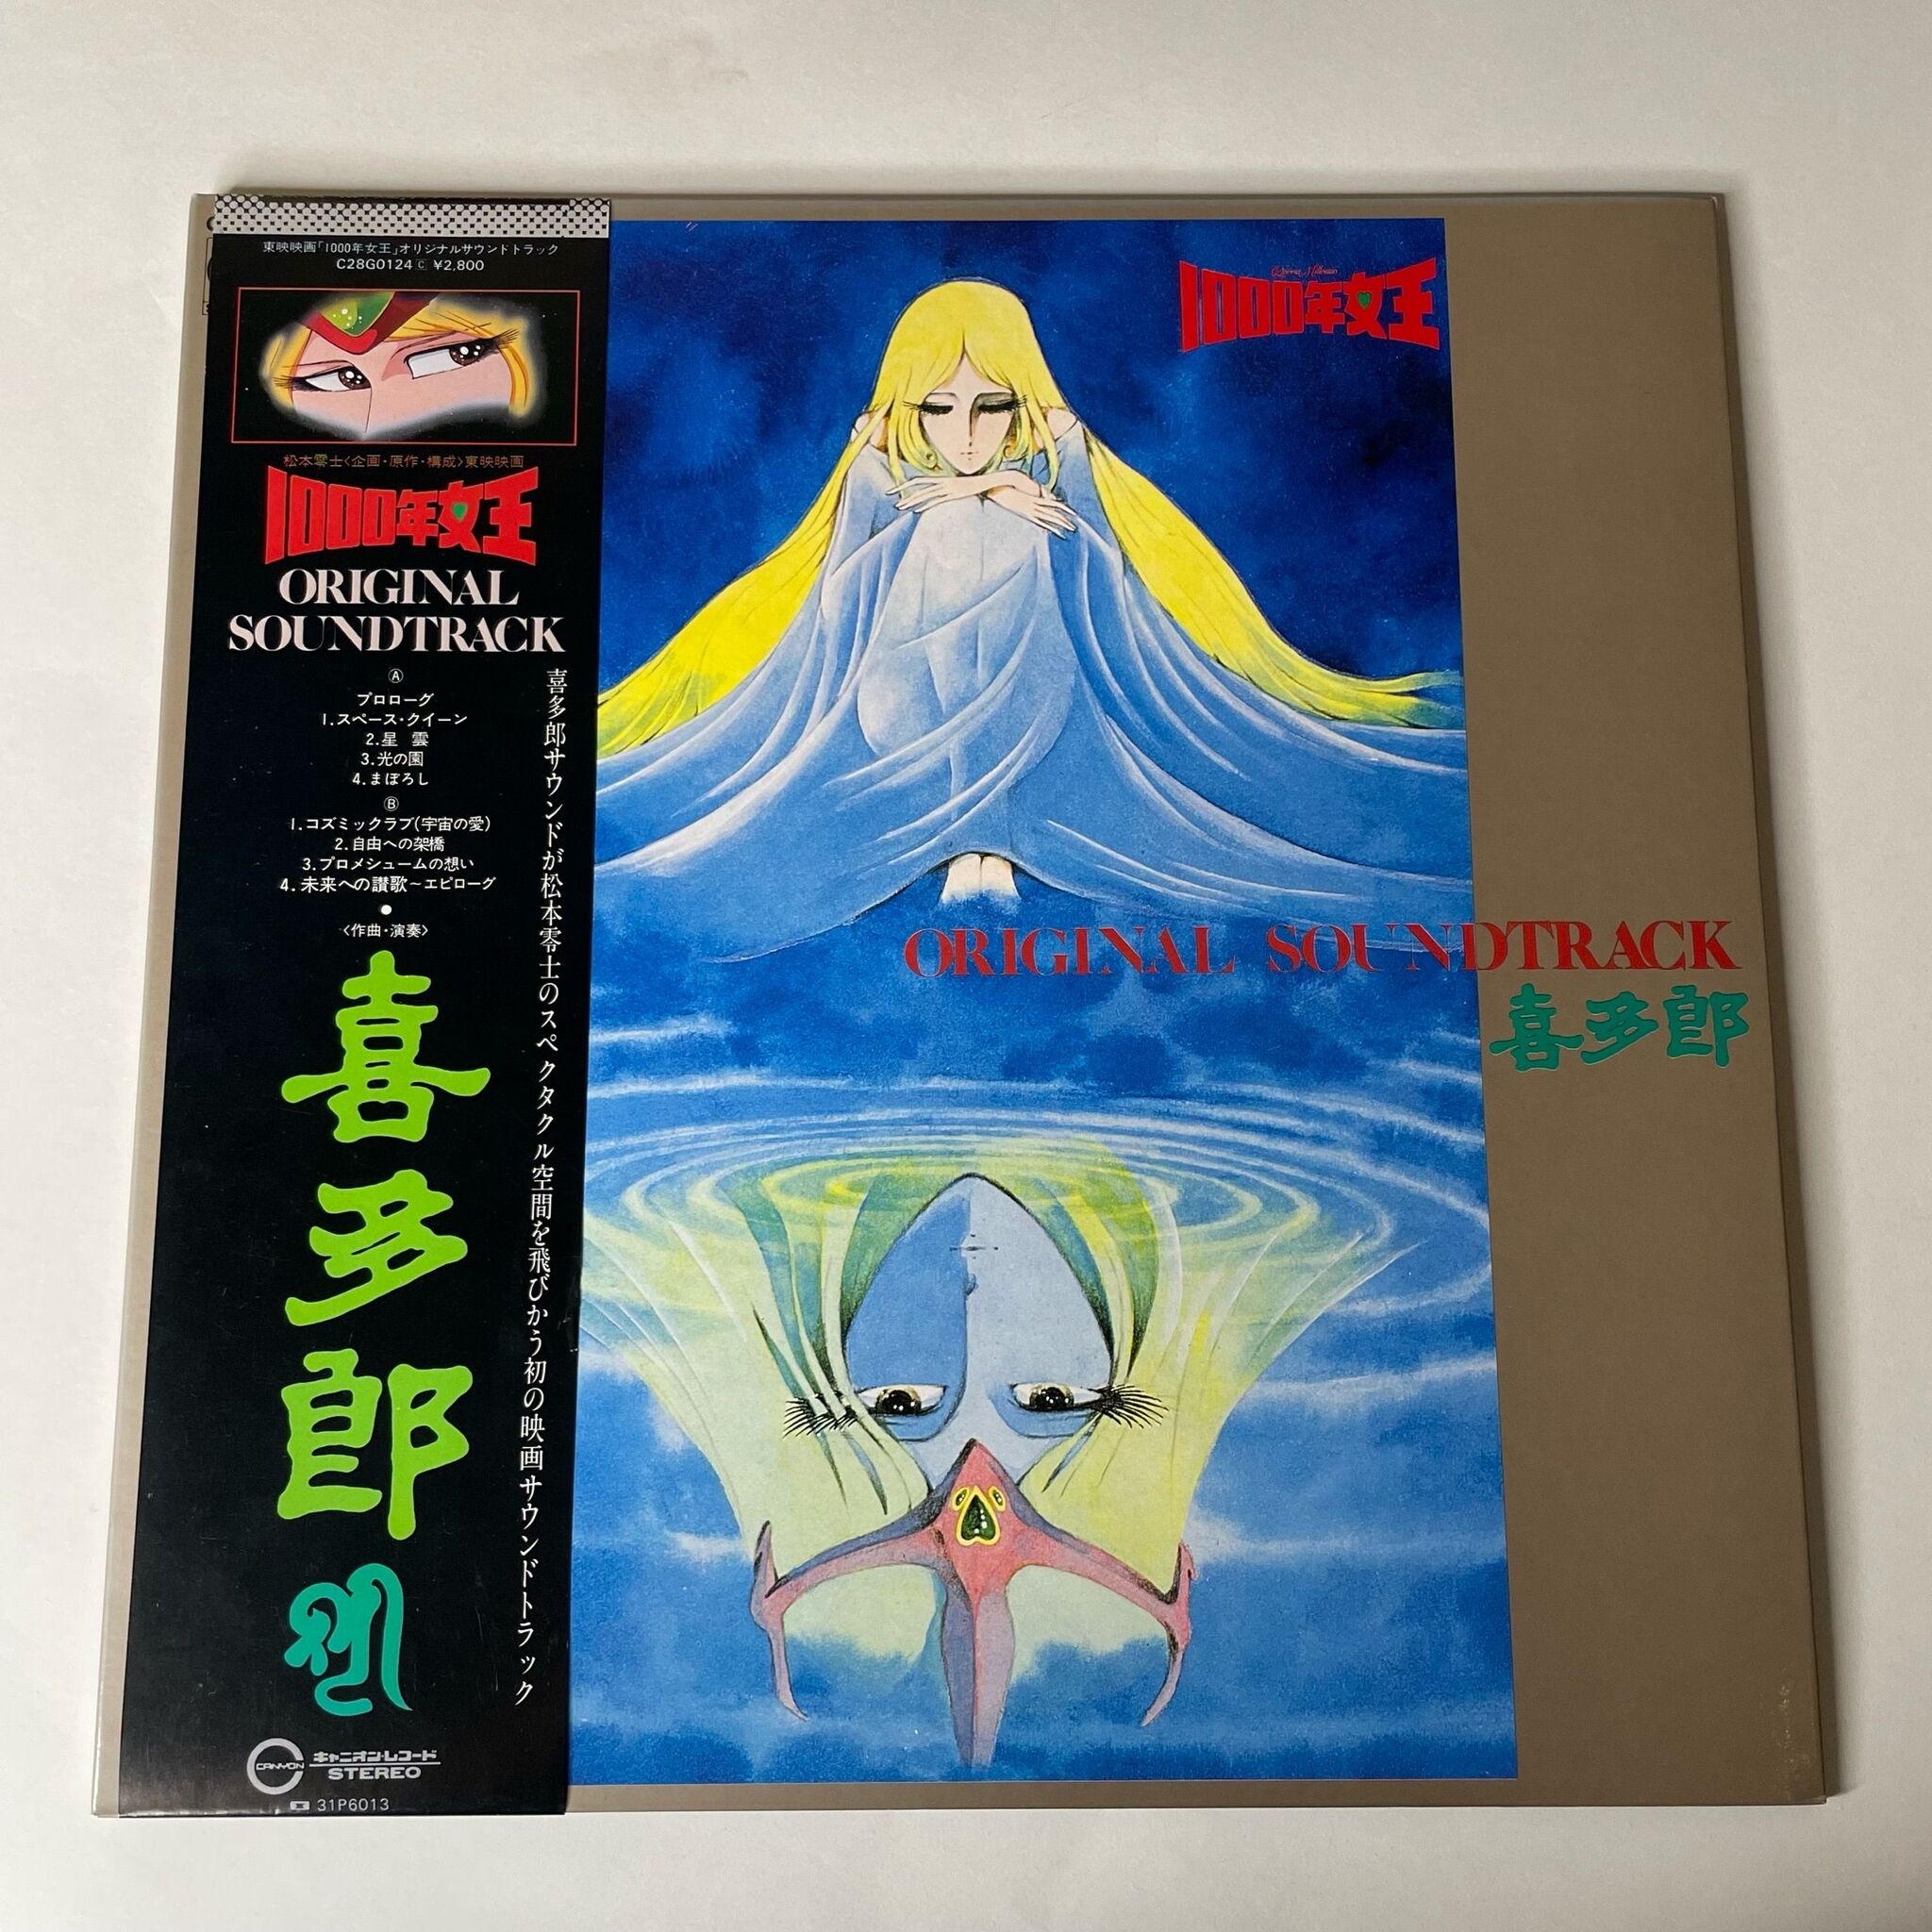 東映映画「1000年女王」オリジナルサウンドトラック
C28G0124 C ¥2,800
松本零士〈企画・原作・構成〉東映映画
1000年女王
ORIGINAL
SOUNDTRACK
Ⓐ
プロローグ
1.スペース・クイーン
2.星 雲
3.光の園
4.まぼろし
Ⓑ
1.コズミックラブ(宇宙の愛)
2.自由への架橋
3.プロメシュームの想い
4.未来への讃歌～エピローグ
〈作曲・演奏〉
喜多郎
喜多郎サウンドが松本零士のスペクタクル空間を飛びかう初の映画サウンドトラック
CANYON
キャニオン・レコード
STEREO
31P6013
1000年女王
ORIGINAL SOUNDTRACK
喜多郎